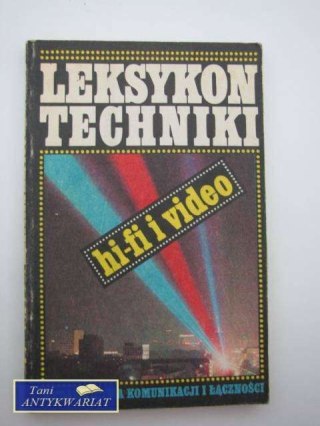 LEKSYKON
TECHNIKI
hi-fi i video
KOMUNIKACJI I ŁĄCZNOŚCI
Tani
ANTYKWARIAT